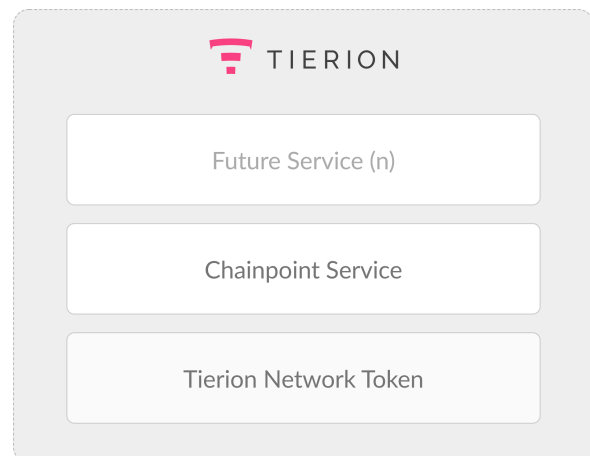 TIERION
Future Service (n)
Chainpoint Service
Tierion Network Token